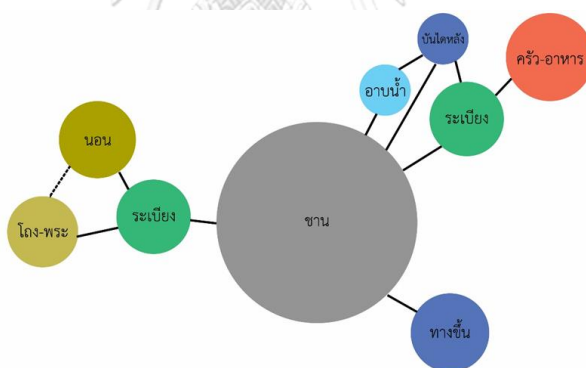 บันไดหลัง
ครัว-อาหาร
อาบน้ำ
ระเบียง
นอน
ระเบียง
โถง-พระ
ชาน
ทางขึ้น